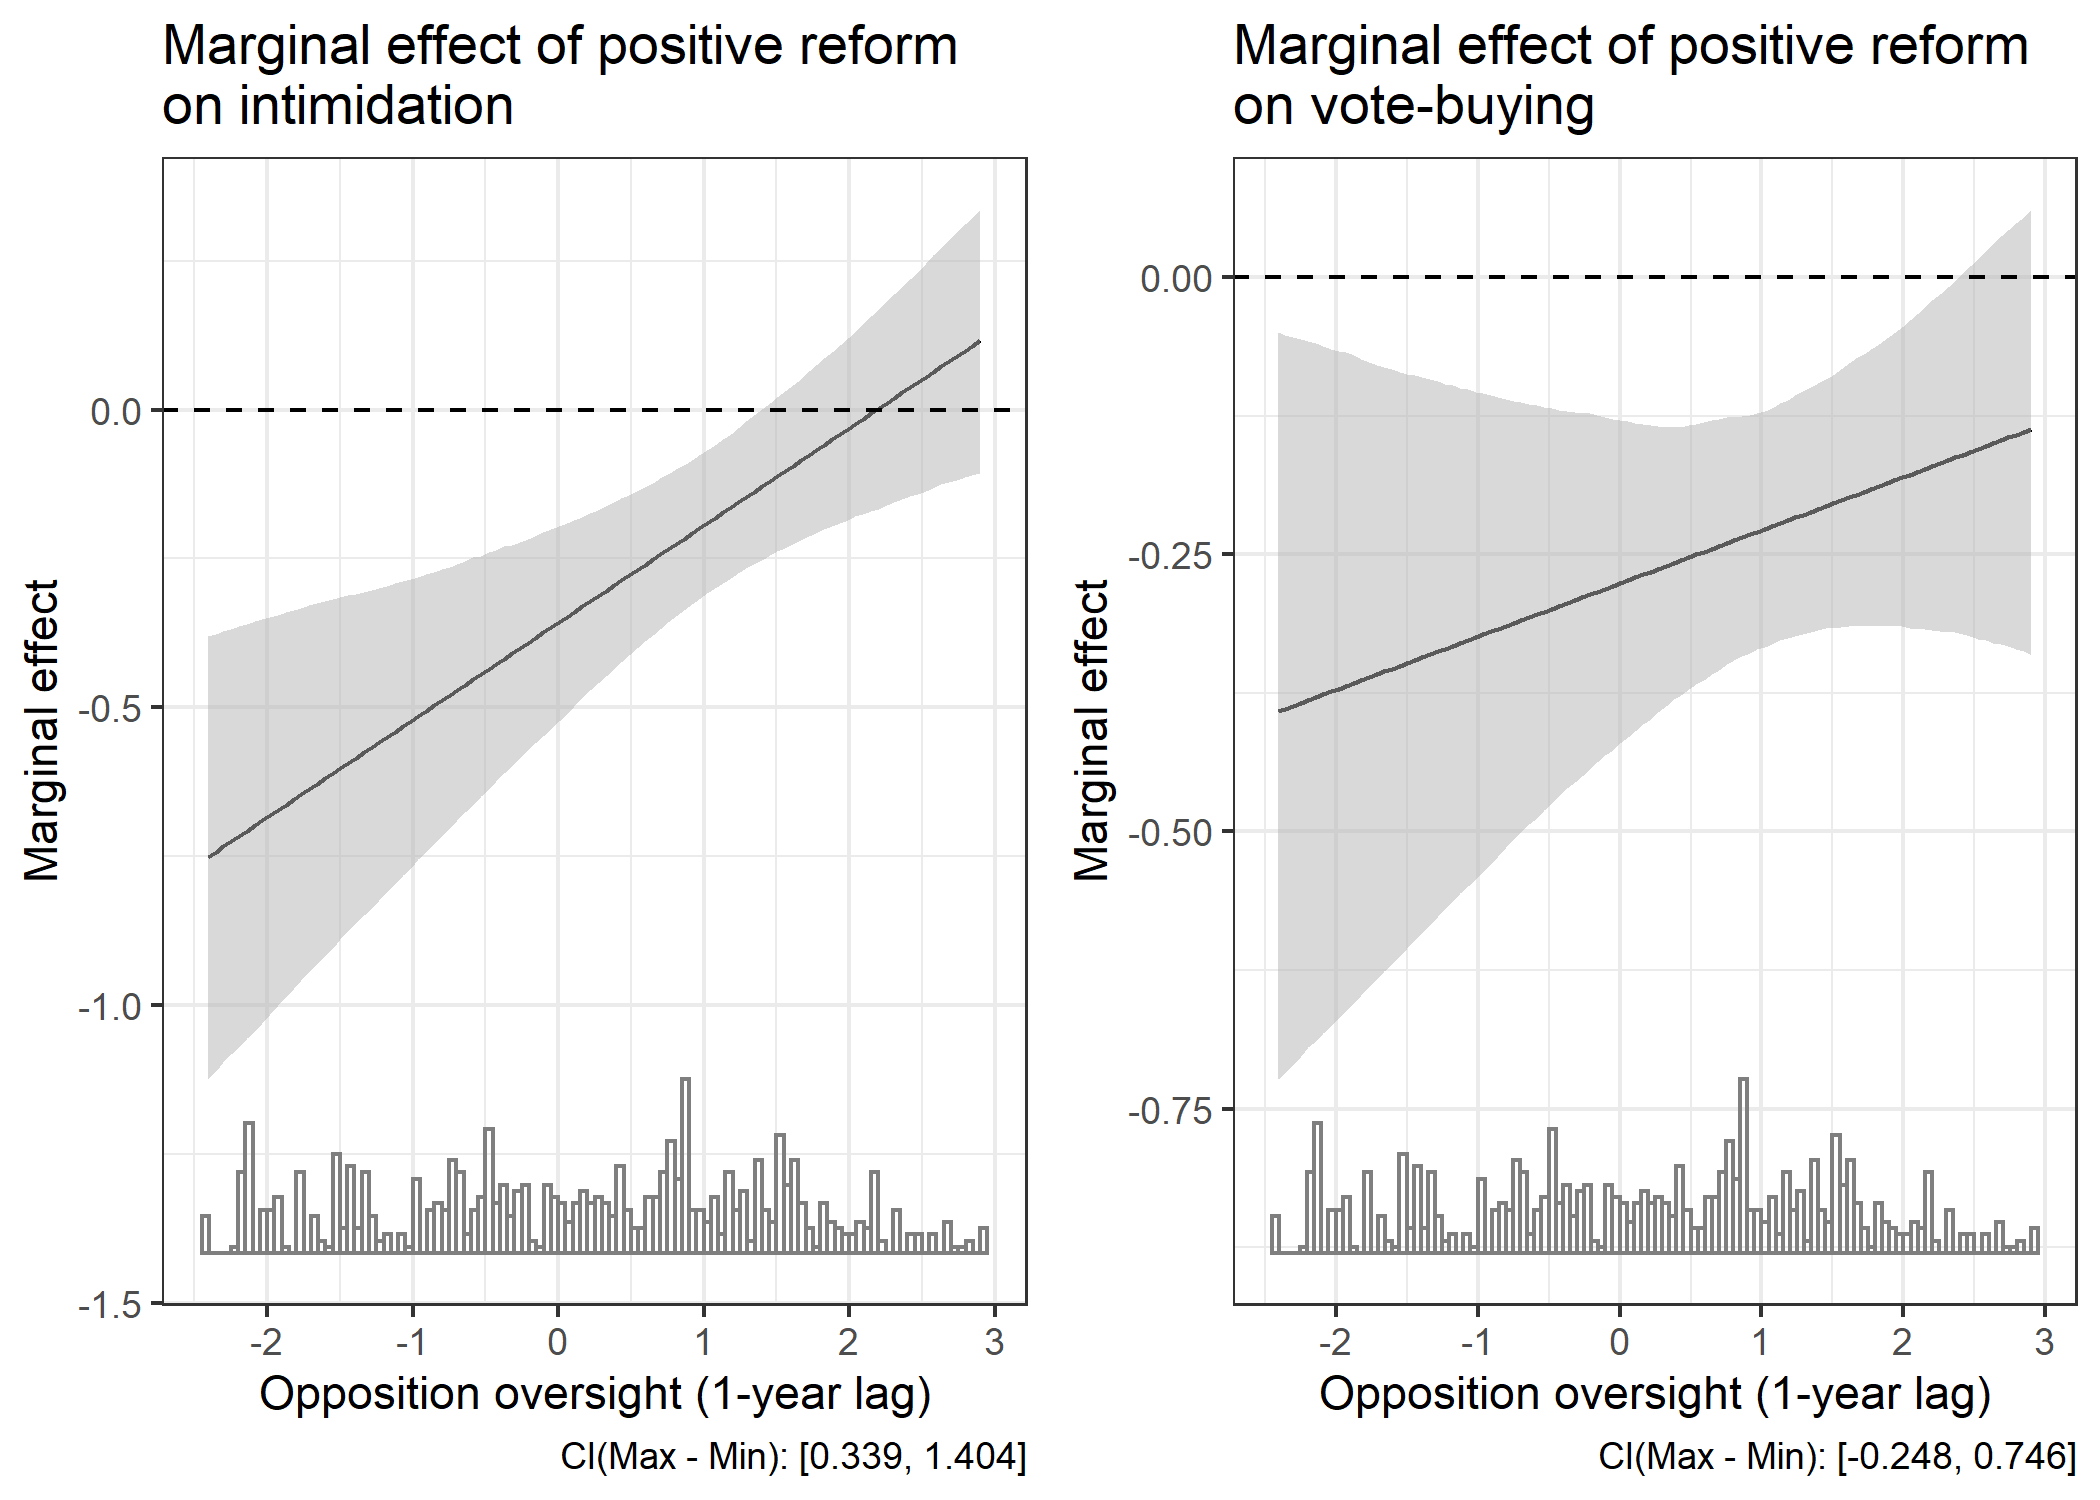 Marginal effect of positive reform
on intimidation
Marginal effect
0.0
-0.5
-1.0
-1.5
-2 -1 0 1 2 3
Opposition oversight (1-year lag)
CI(Max - Min): [0.339, 1.404]
Marginal effect of positive reform
on vote-buying
Marginal effect
0.00
-0.25
-0.50
-0.75
-2 -1 0 1 2 3
Opposition oversight (1-year lag)
CI(Max - Min): [-0.248, 0.746]